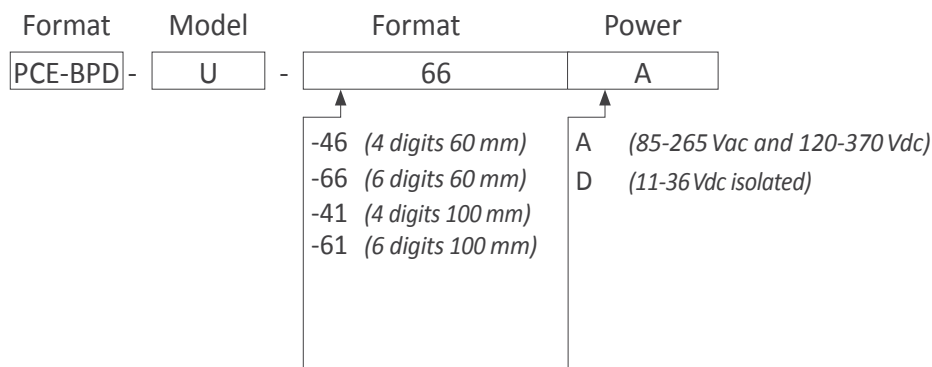 Format Model Format Power
PCE-BPD - U - 66 A
-46 (4 digits 60 mm) A (85-265 Vac and 120-370 Vdc)
-66 (6 digits 60 mm) D (11-36 Vdc isolated)
-41 (4 digits 100 mm)
-61 (6 digits 100 mm)